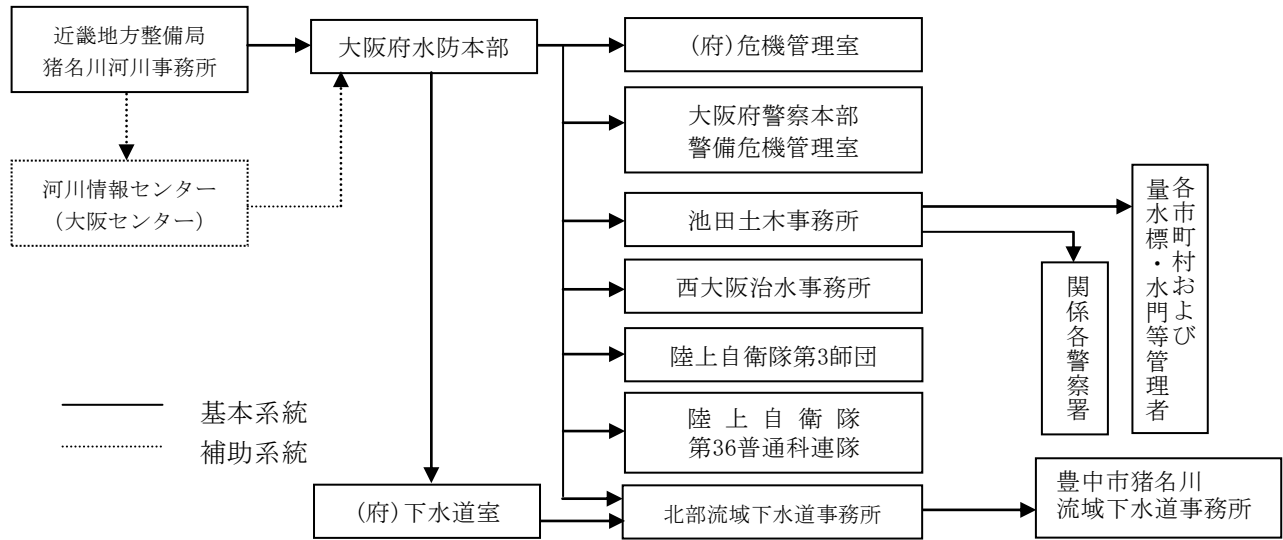 近畿地方整備局
猪名川河川事務所
大阪府水防本部
(府)危機管理室
大阪府警察本部
警備危機管理室
河川情報センター
(大阪センター)
池田土木事務所
各市町村および
量水標・水門等管理者
関係各警察署
西大阪治水事務所
陸上自衛隊第3師団
陸上自衛隊
第36普通科連隊
基本系統
補助系統
(府)下水道室
北部流域下水道事務所
豊中市猪名川
流域下水道事務所